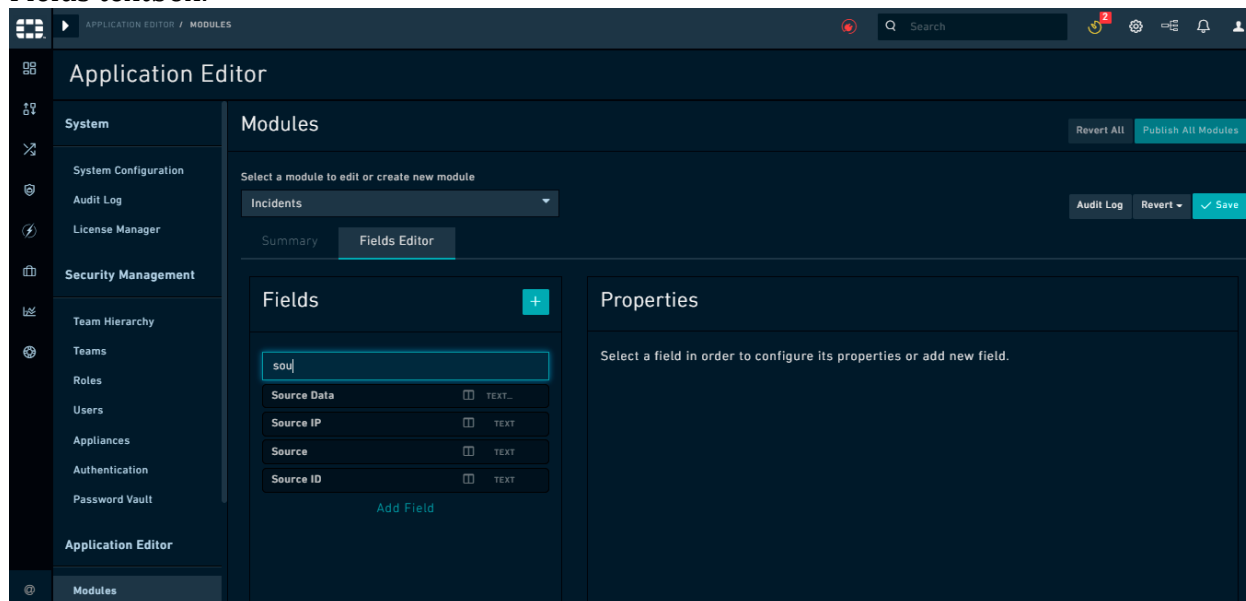 APPLICATION EDITOR / MODULES
Search
2
Application Editor
System
System Configuration
Audit Log
License Manager
Security Management
Team Hierarchy
Teams
Roles
Users
Appliances
Authentication
Password Vault
Application Editor
Modules
@
Modules
Revert All
Publish All Modules
Select a module to edit or create new module
Incidents
Audit Log
Revert
Save
Summary
Fields Editor
Fields
+
sou
Source Data TEXT...
Source IP TEXT
Source TEXT
Source ID TEXT
Add Field
Properties
Select a field in order to configure its properties or add new field.